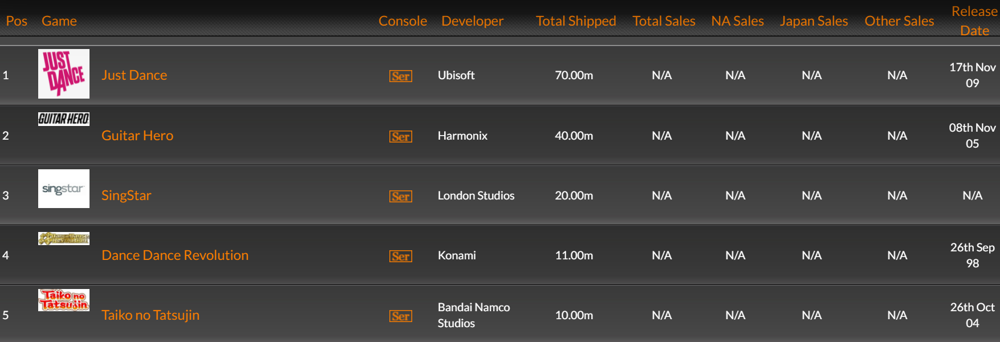 Pos Game Console Developer Total Shipped Total Sales NA Sales Japan Sales Other Sales Release
Date
JUST
DANCE
1 Just Dance Ser Ubisoft 70.00m N/A N/A N/A N/A 17th Nov
09
GUITAR HERO
2 Guitar Hero Ser Harmonix 40.00m N/A N/A N/A N/A 08th Nov
05
singstar
3 SingStar Ser London Studios 20.00m N/A N/A N/A N/A N/A
DanceDance
Revolution
4 Dance Dance Revolution Ser Konami 11.00m N/A N/A N/A N/A 26th Sep
98
Taiko no
Tatsujin
5 Taiko no Tatsujin Ser Bandai Namco
Studios 10.00m N/A N/A N/A N/A 26th Oct
04